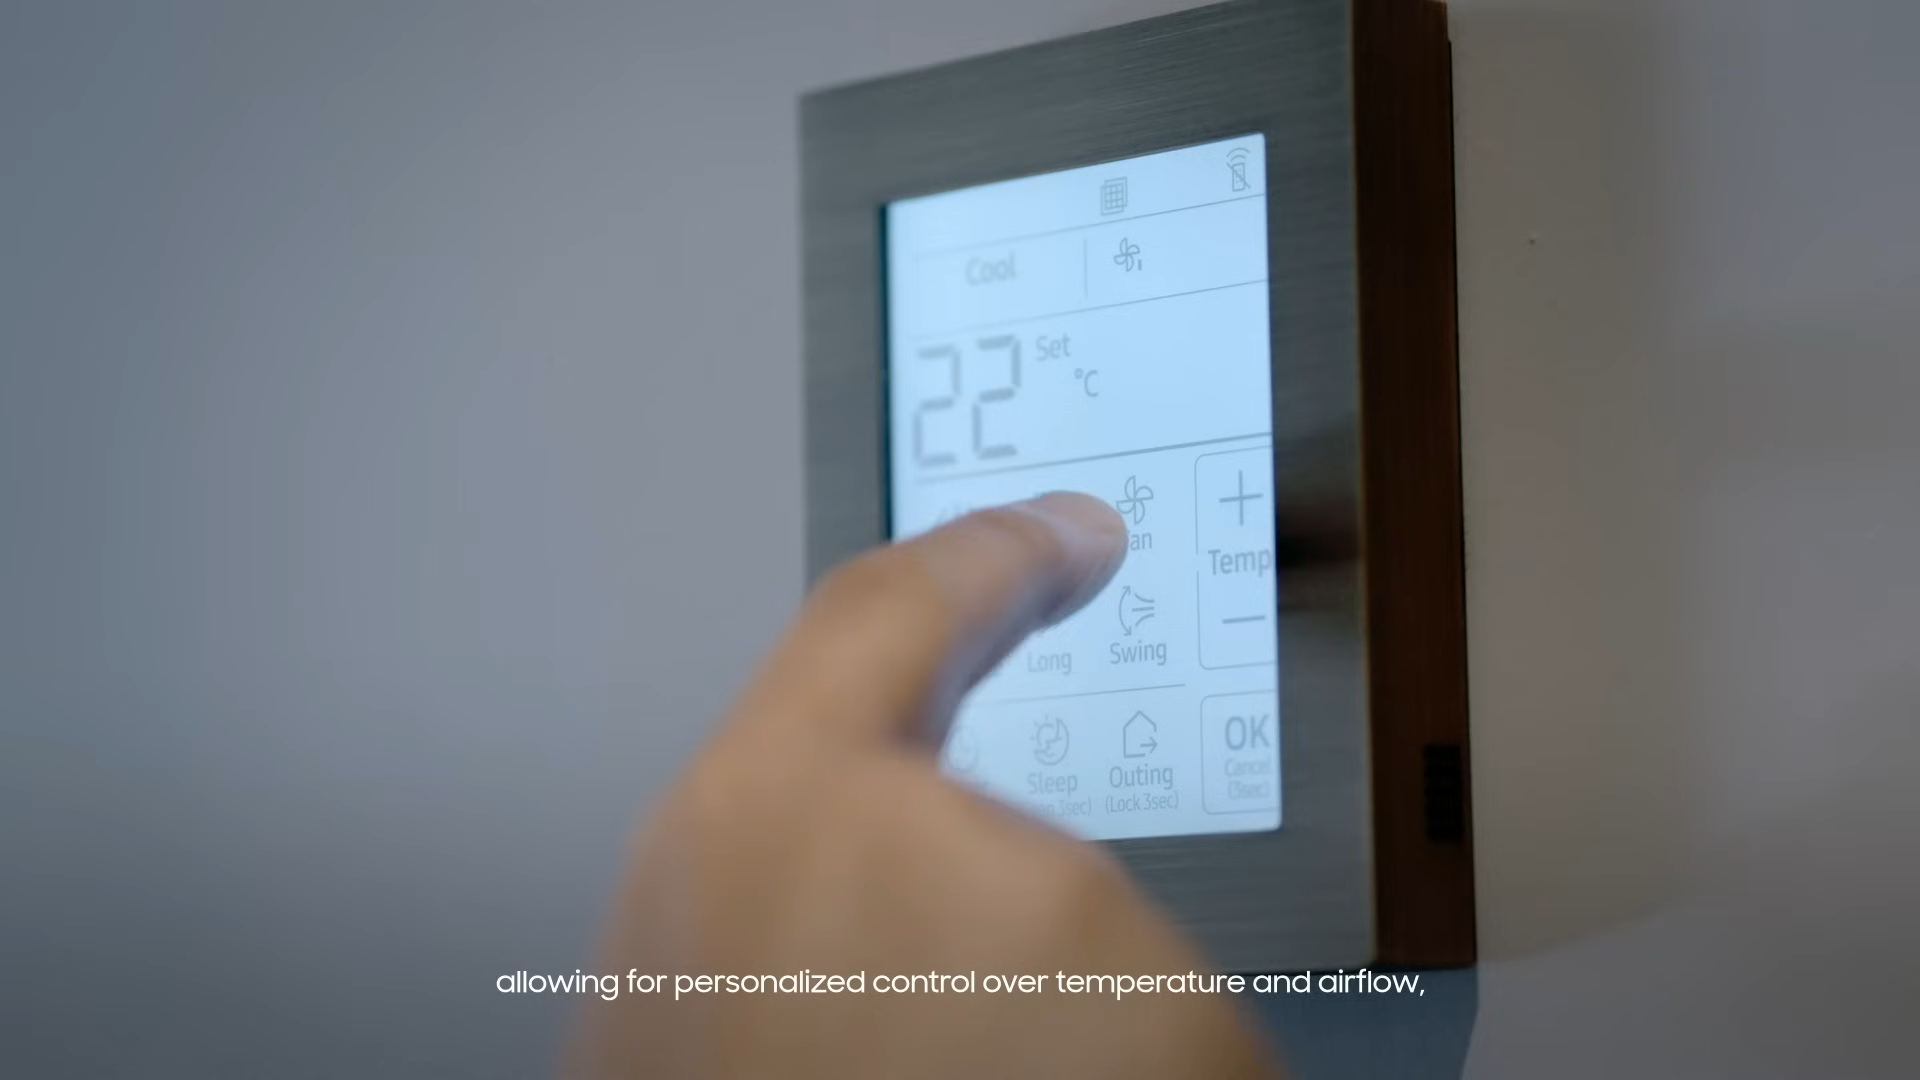 Cool
22 Set
°C
Temp
Long
Swing
OK
Cancel
(3sec)
Sleep
Outing
(Lock 3sec)
allowing for personalized control over temperature and airflow,